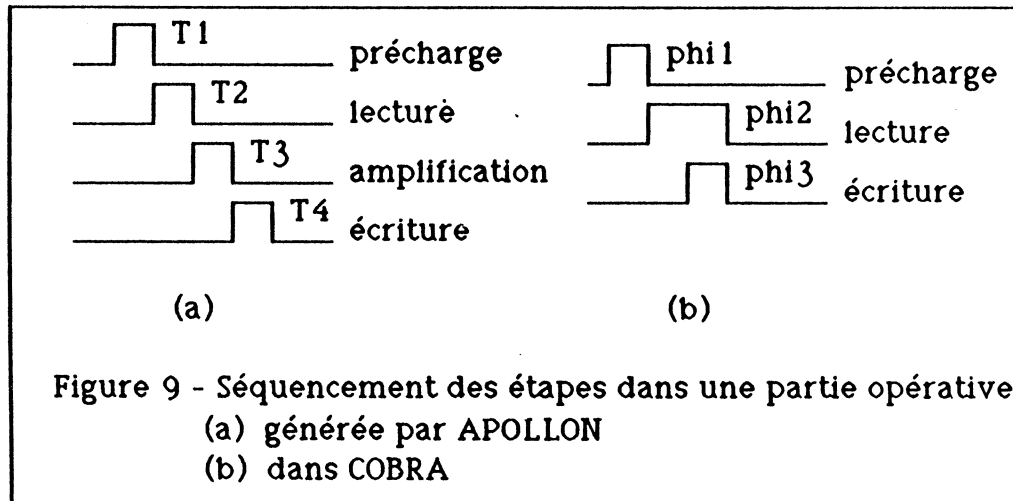 T1
précharge
T2
lecture
T3
amplification
T4
écriture
(a)
phi1
précharge
phi2
lecture
phi3
écriture
(b)
Figure 9 - Séquencement des étapes dans une partie opérative
(a) générée par APOLLON
(b) dans COBRA